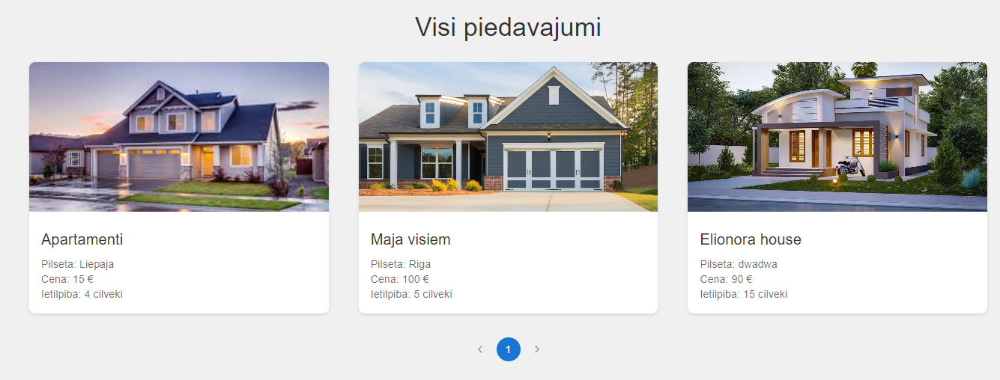 Visi piedavajumi
Apartamenti
Pilseta: Liepaja
Cena: 15 €
Ietilpiba: 4 cilveki
Maja visiem
Pilseta: Riga
Cena: 100 €
Ietilpiba: 5 cilveki
Elionora house
Pilseta: dwadwa
Cena: 90 €
Ietilpiba: 15 cilveki
1